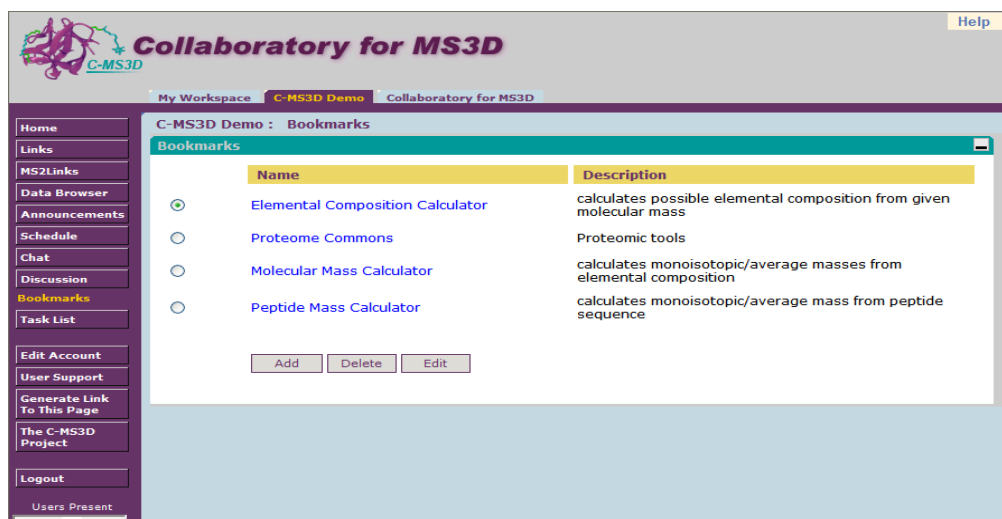 Help
Collaboratory for MS3D
C-MS3D
My Workspace C-MS3D Demo Collaboratory for MS3D
Home
Links
MS2Links
Data Browser
Announcements
Schedule
Chat
Discussion
Bookmarks
Task List
Edit Account
User Support
Generate Link
To This Page
The C-MS3D
Project
Logout
Users Present
C-MS3D Demo : Bookmarks
Bookmarks
Name Description
Elemental Composition Calculator
calculates possible elemental composition from given
molecular mass
Proteome Commons
Proteomic tools
Molecular Mass Calculator
calculates monoisotopic/average masses from
elemental composition
Peptide Mass Calculator
calculates monoisotopic/average mass from peptide
sequence
Add Delete Edit